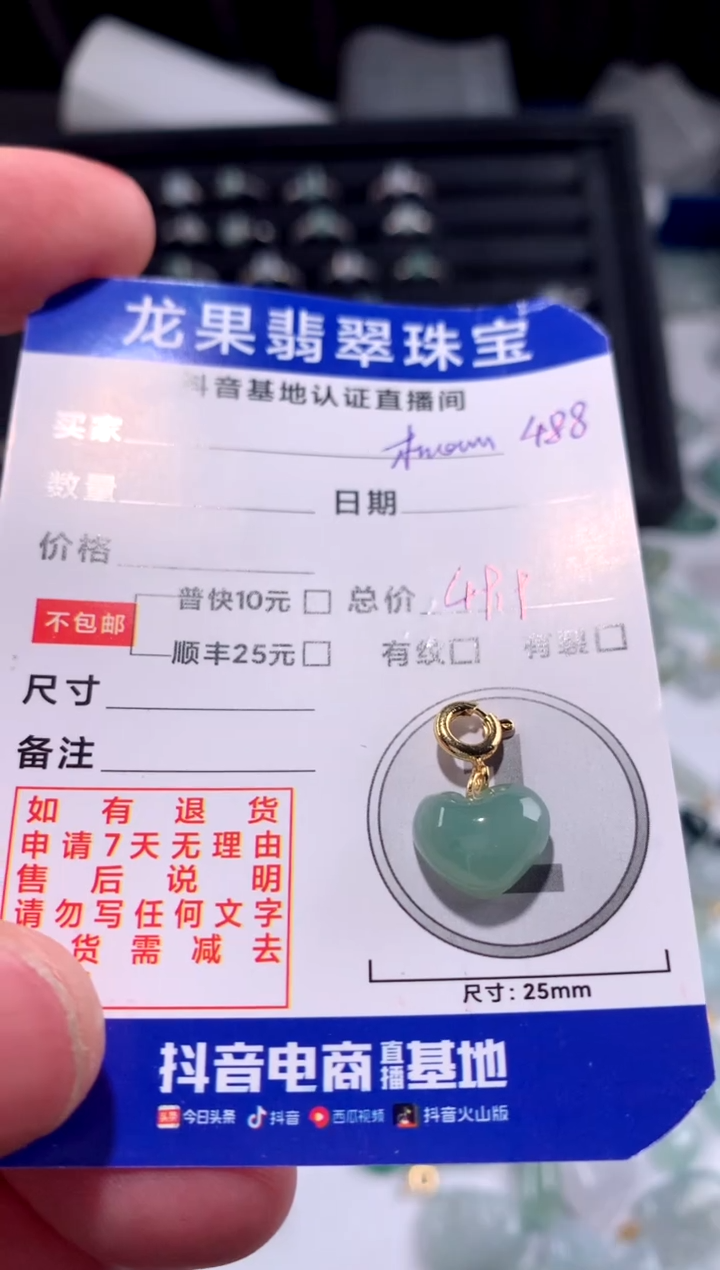 龙果翡翠珠宝
抖音基地认证直播间
买家 488
数量 日期
价格
不包邮 普快10元 总价
顺丰25元 有纹 有裂
尺寸
备注
如有退货
申请7天无理由
售后说明
请勿写任何文字
货需减去
尺寸：25mm
抖音电商直播基地
头条 今日头条 抖音 西瓜视频 抖音火山版